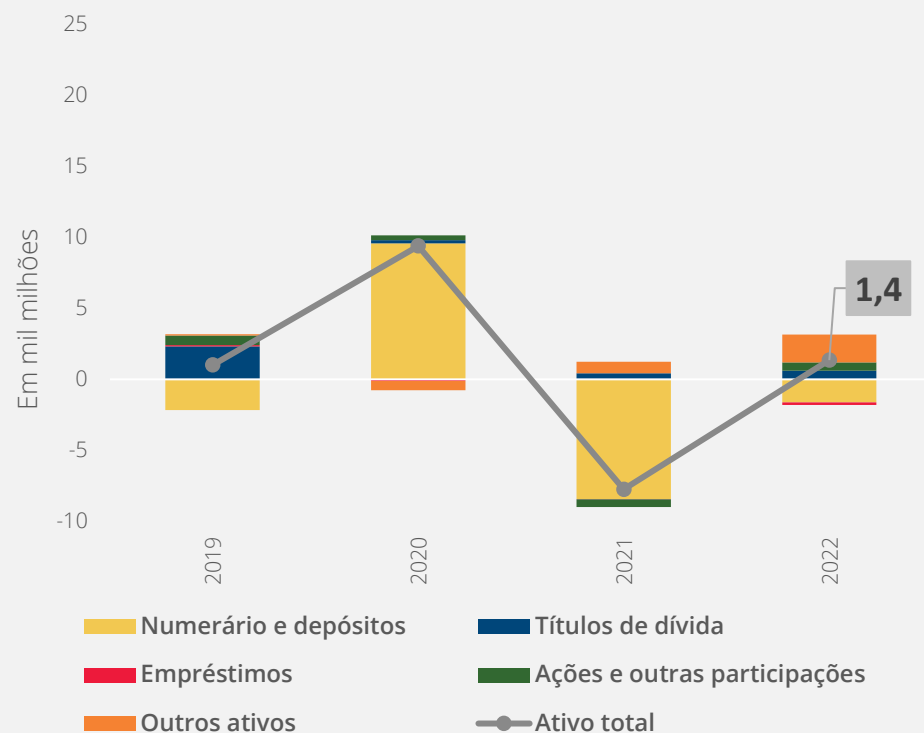 25
20
15
10
5
0
-5
-10
Em mil milhões
1,4
2019
2020
2021
2022
Numerário e depósitos
Títulos de dívida
Empréstimos
Ações e outras participações
Outros ativos
Ativo total